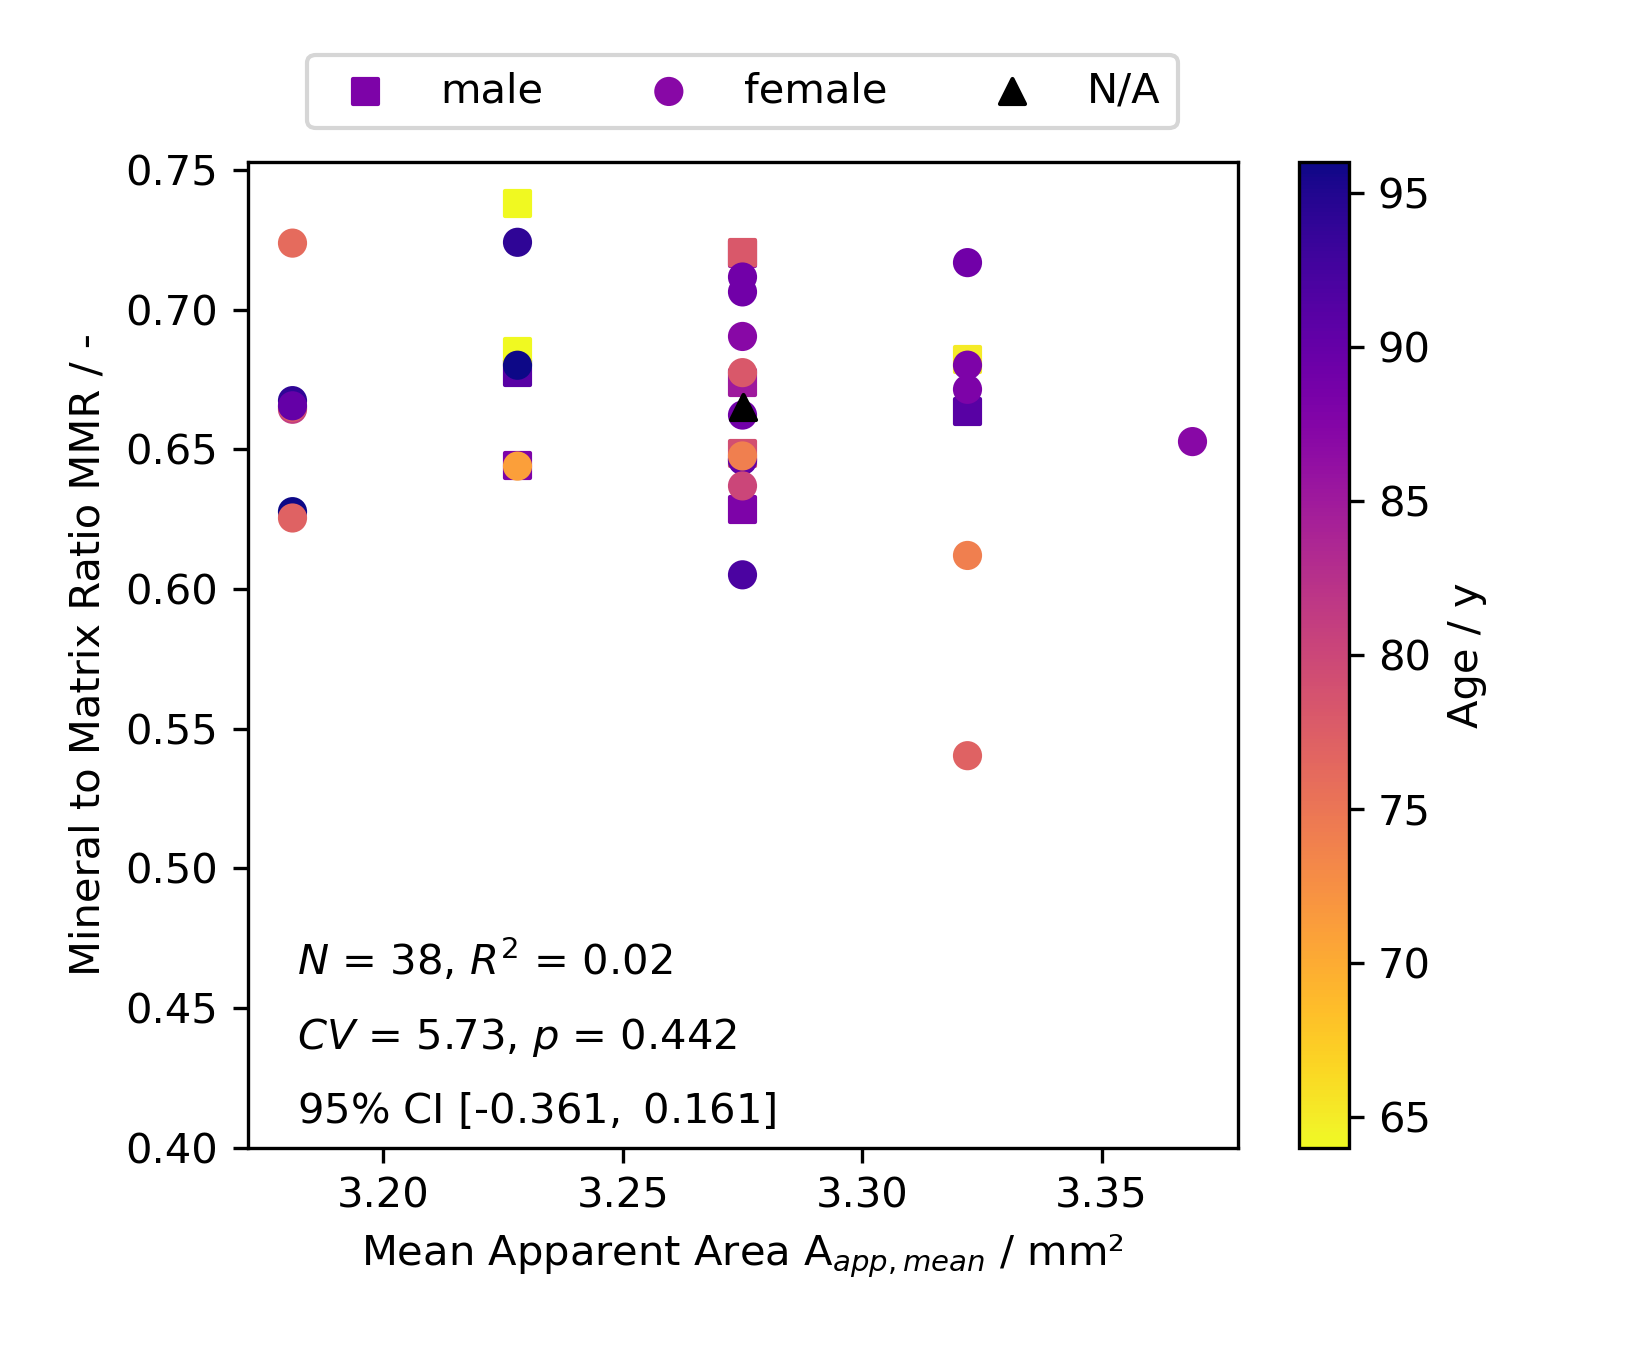 male female N/A
0.75
0.70
0.65
0.60
0.55
0.50
0.45
0.40
Mineral to Matrix Ratio MMR / -
N = 38, R² = 0.02
CV = 5.73, p = 0.442
95% CI [-0.361, 0.161]
3.20 3.25 3.30 3.35
Mean Apparent Area A_app,mean / mm²
95
90
85
80
75
70
65
Age / y